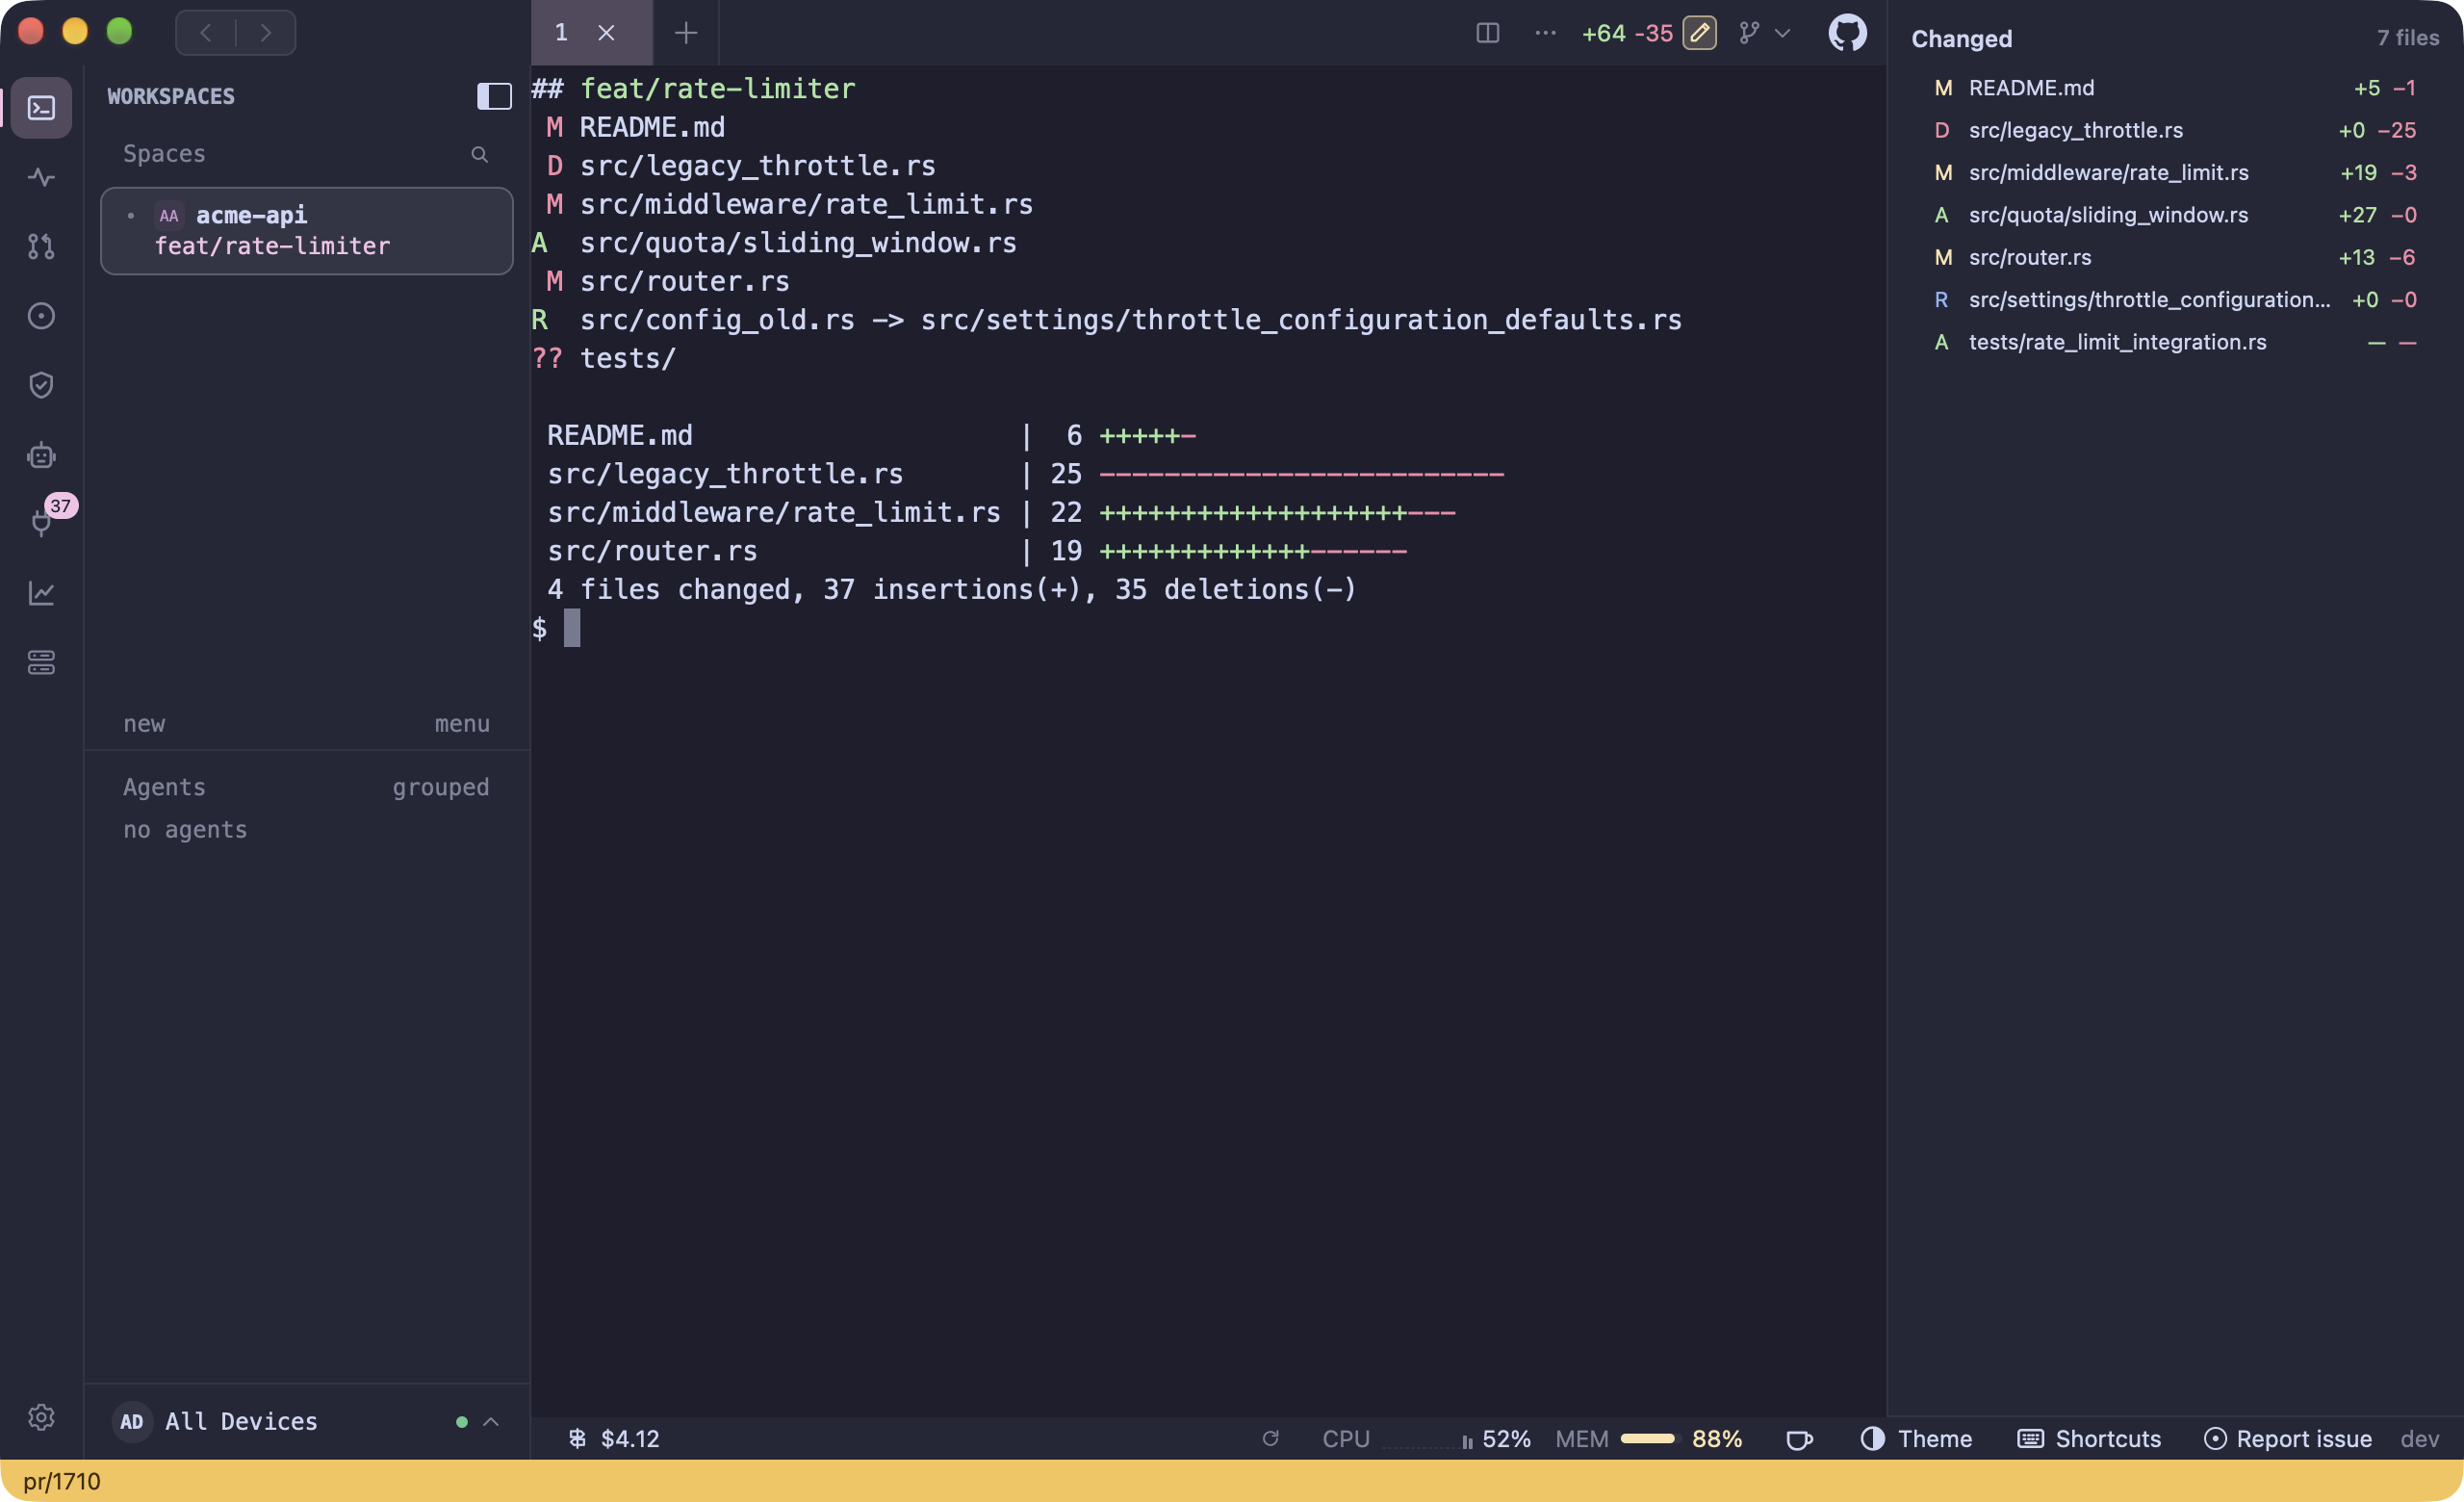 1
+64 -35
Changed
7 files
WORKSPACES
Spaces
AA acme-api
feat/rate-limiter
37
new menu
Agents grouped
no agents
AD All Devices
## feat/rate-limiter
M README.md
D src/legacy_throttle.rs
M src/middleware/rate_limit.rs
A src/quota/sliding_window.rs
M src/router.rs
R src/config_old.rs -> src/settings/throttle_configuration_defaults.rs
?? tests/
README.md | 6 +++++-
src/legacy_throttle.rs | 25 -------------------------
src/middleware/rate_limit.rs | 22 +++++++++++++++++++---
src/router.rs | 19 +++++++++++++------
4 files changed, 37 insertions(+), 35 deletions(-)
$
M README.md +5 −1
D src/legacy_throttle.rs +0 −25
M src/middleware/rate_limit.rs +19 −3
A src/quota/sliding_window.rs +27 −0
M src/router.rs +13 −6
R src/settings/throttle_configuration... +0 −0
A tests/rate_limit_integration.rs — —
$4.12
CPU 52% MEM 88%
Theme
Shortcuts
Report issue
dev
pr/1710